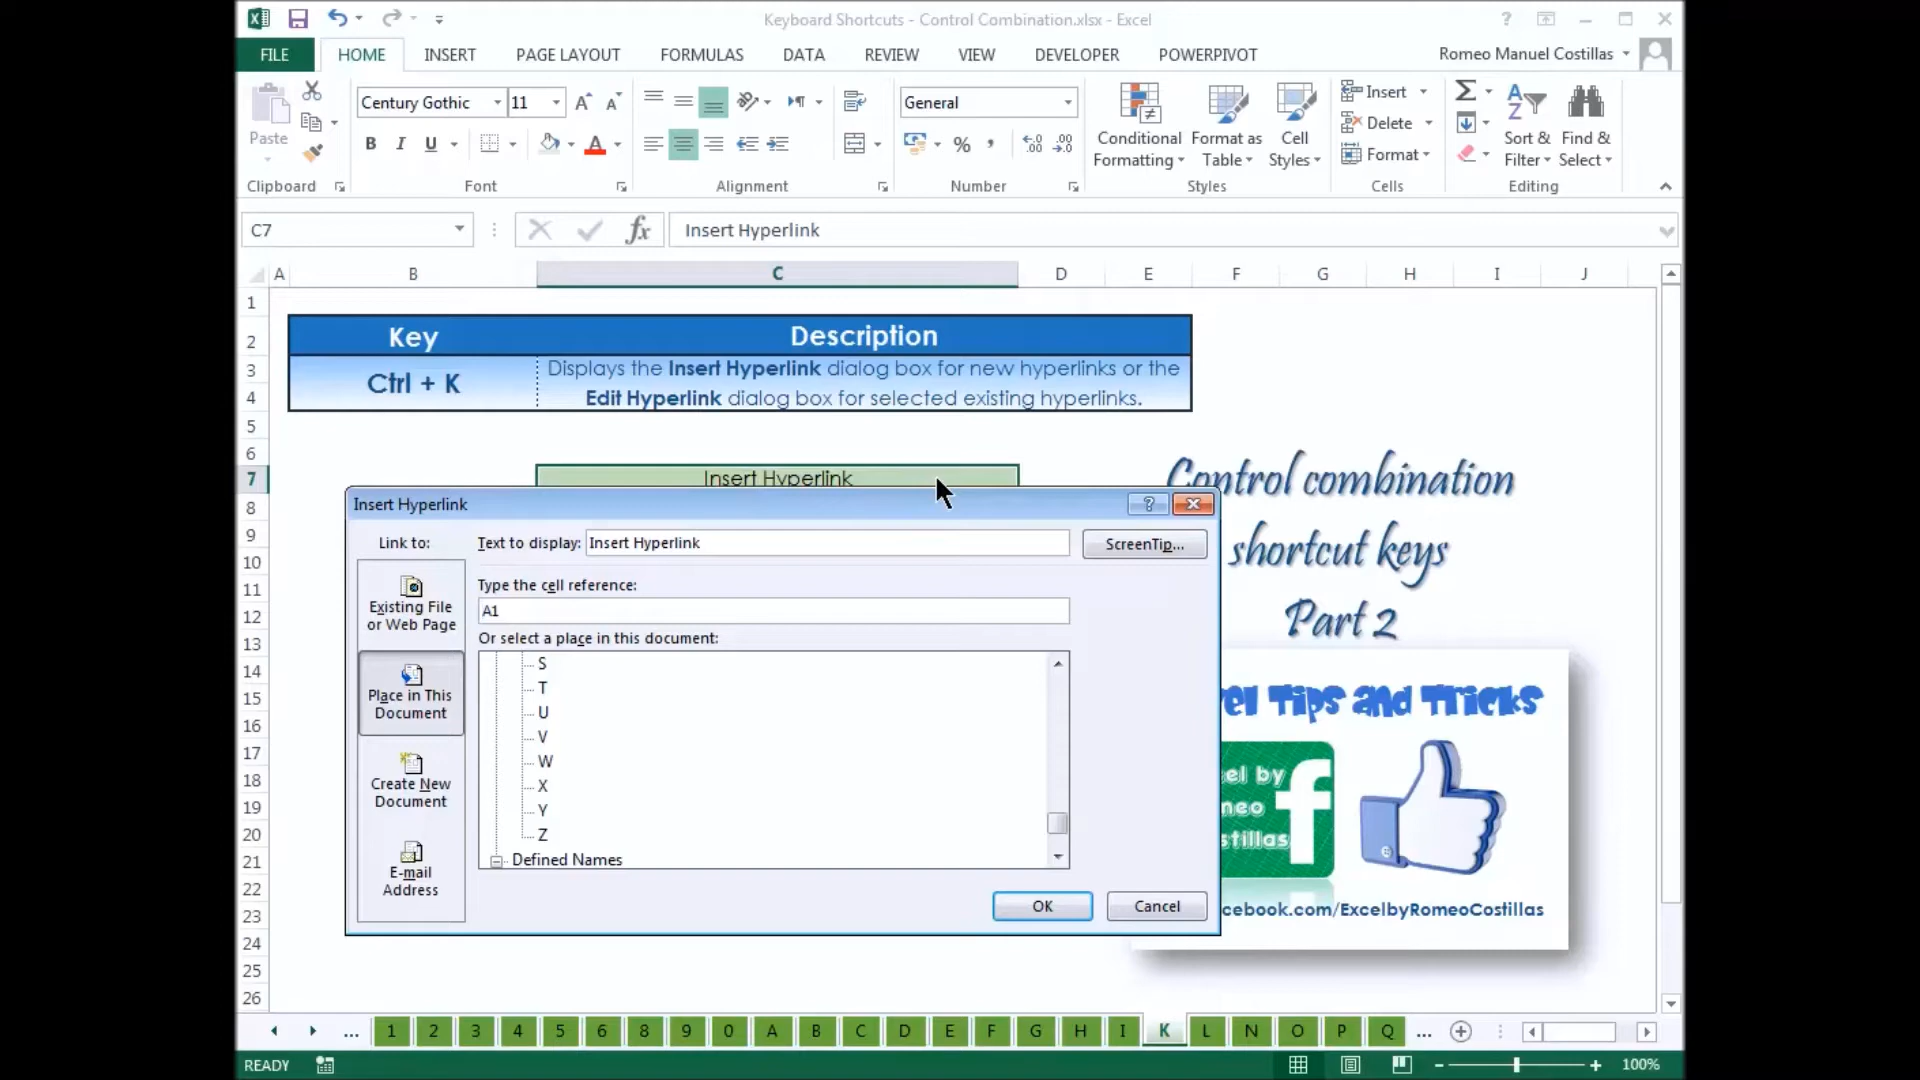 Keyboard Shortcuts - Control Combination.xlsx - Excel
FILE HOME INSERT PAGE LAYOUT FORMULAS DATA REVIEW VIEW DEVELOPER POWERPIVOT
Romeo Manuel Costillas
Paste
Clipboard
Century Gothic 11
B I U
Font
Alignment
General
%
Number
Conditional Formatting
Format as Table
Cell Styles
Styles
Insert
Delete
Format
Cells
Sort & Filter
Find & Select
Editing
C7
fx
Insert Hyperlink
A B C D E F G H I J
1
2
3
4
5
6
7
8
9
10
11
12
13
14
15
16
17
18
19
20
21
22
23
24
25
26
Key Description
Ctrl + K
Displays the Insert Hyperlink dialog box for new hyperlinks or the
Edit Hyperlink dialog box for selected existing hyperlinks.
Insert Hyperlink
Control combination
shortcut keys
Part 2
Insert Hyperlink
Link to:
Text to display: Insert Hyperlink
ScreenTip...
Existing File
or Web Page
Place in This
Document
Create New
Document
E-mail
Address
Type the cell reference:
A1
Or select a place in this document:
S
T
U
V
W
X
Y
Z
Defined Names
OK
Cancel
el Tips and Tricks
el by
meo
stillas
f
cebook.com/ExcelbyRomeoCostillas
... 1 2 3 4 5 6 8 9 0 A B C D E F G H I K L N O P Q ...
READY
100%